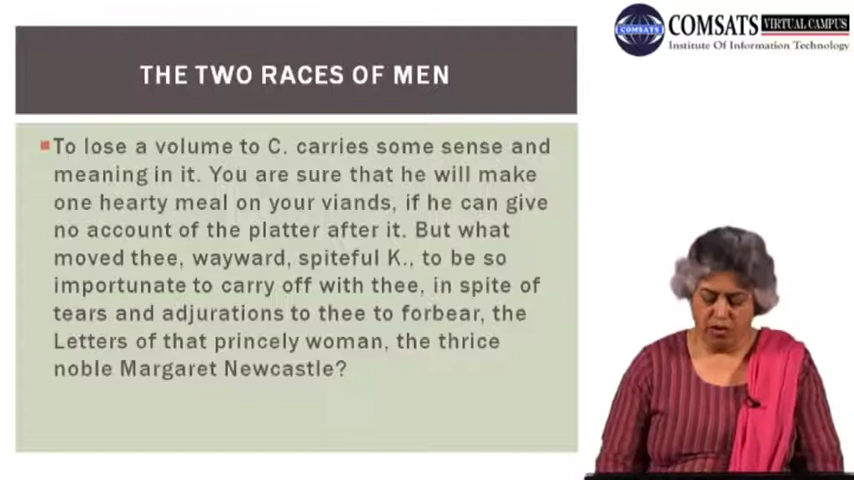 COMSATS VIRTUAL CAMPUS
Institute Of Information Technology
COMSATS
THE TWO RACES OF MEN
To lose a volume to C. carries some sense and
meaning in it. You are sure that he will make
one hearty meal on your viands, if he can give
no account of the platter after it. But what
moved thee, wayward, spiteful K., to be so
importunate to carry off with thee, in spite of
tears and adjurations to thee to forbear, the
Letters of that princely woman, the thrice
noble Margaret Newcastle?